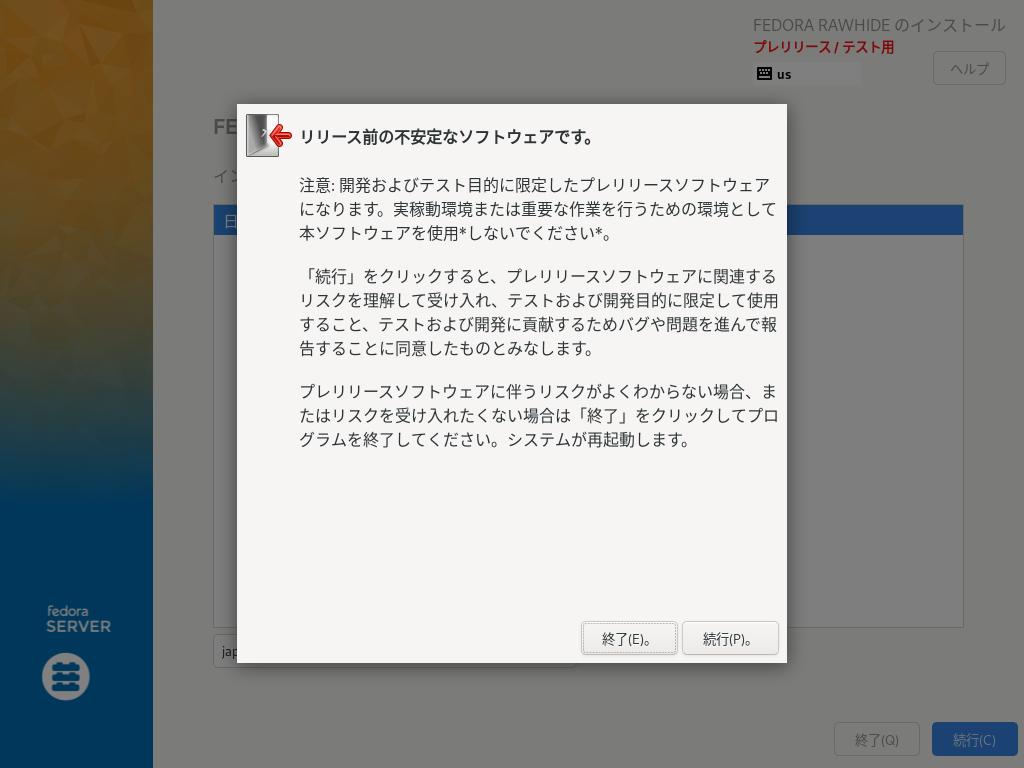 FEDORA RAWHIDE のインストール
プレリリース / テスト用
us
ヘルプ
FE
イン
日
リリース前の不安定なソフトウェアです。
注意: 開発およびテスト目的に限定したプレリリースソフトウェア
になります。実稼動環境または重要な作業を行うための環境として
本ソフトウェアを使用*しないでください*。
「続行」をクリックすると、プレリリースソフトウェアに関連する
リスクを理解して受け入れ、テストおよび開発目的に限定して使用
すること、テストおよび開発に貢献するためバグや問題を進んで報
告することに同意したものとみなします。
プレリリースソフトウェアに伴うリスクがよくわからない場合、ま
たはリスクを受け入れたくない場合は「終了」をクリックしてプロ
グラムを終了してください。システムが再起動します。
終了(E)。
続行(P)。
jap
fedora
SERVER
終了(Q)
続行(C)